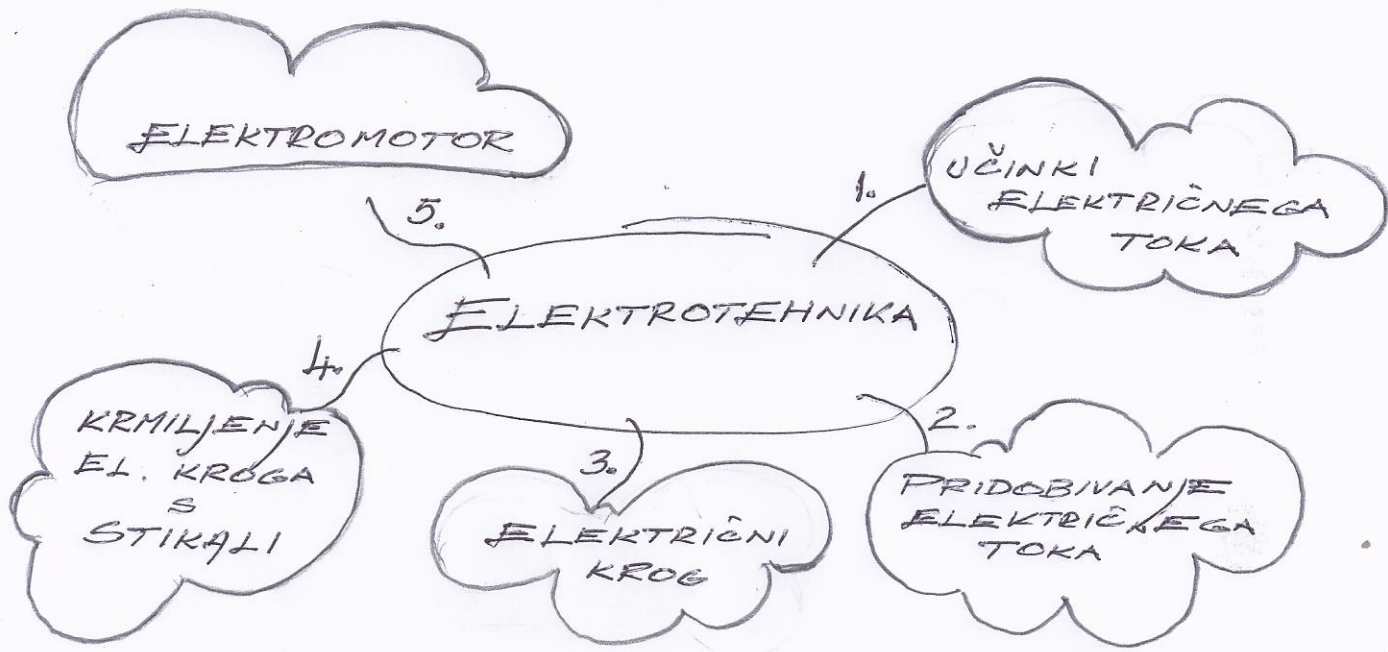 ELEKTROMOTOR
5.
1.
UČINKI
ELEKTRIČNEGA
TOKA
ELEKTROTEHNIKA
4.
KRMILJENJE
EL. KROGA
S
STIKALI
3.
ELEKTRIČNI
KROG
2.
PRIDOBIVANJE
ELEKTRIČNEGA
TOKA